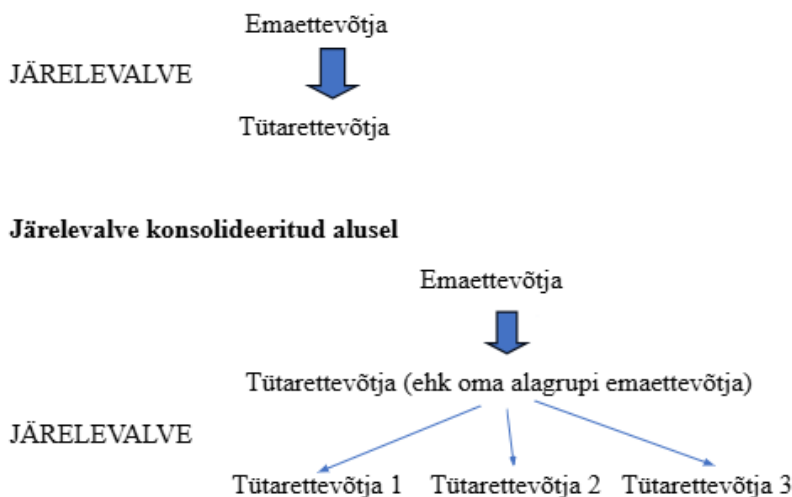 Emaettevõtja
JÄRELEVALVE
Tütarettevõtja
Järelevalve konsolideeritud alusel
Emaettevõtja
Tütarettevõtja (ehk oma alagrupi emaettevõtja)
JÄRELEVALVE
Tütarettevõtja 1 Tütarettevõtja 2 Tütarettevõtja 3